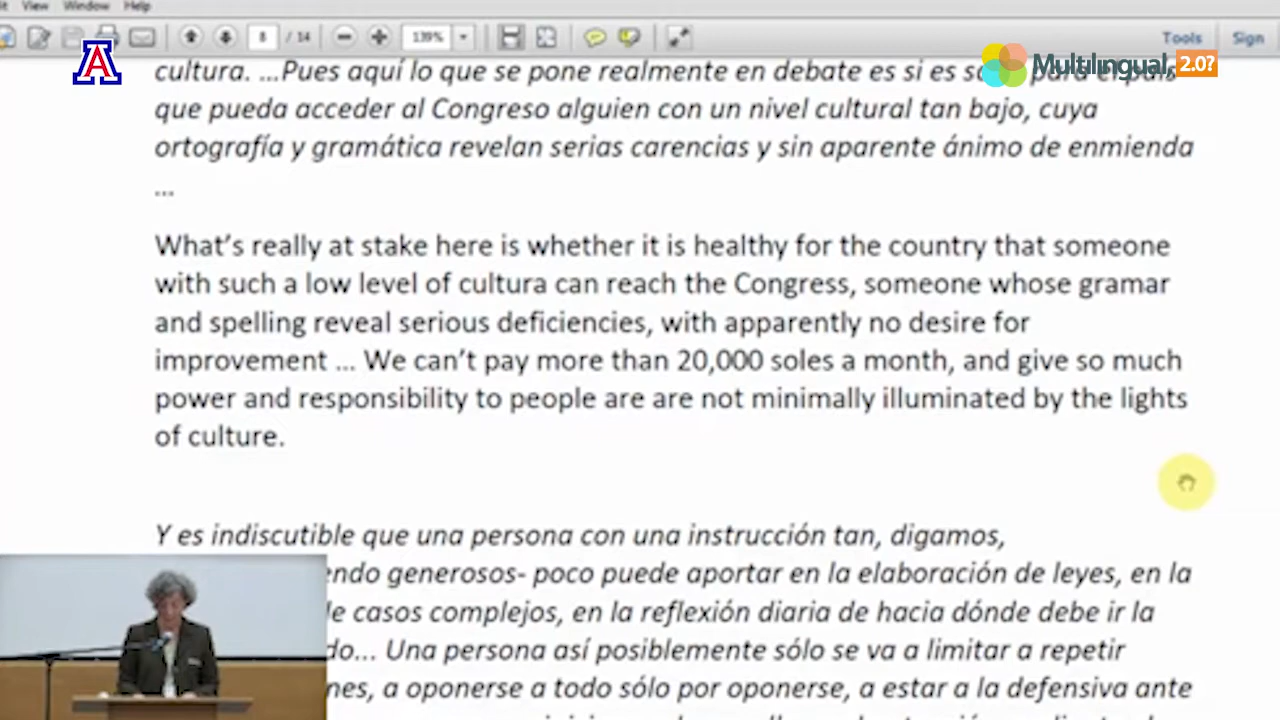 View Window Help
8 / 14 139% Tools Sign
A
Multilingual, 2.0?
cultura. ...Pues aquí lo que se pone realmente en debate es si es
que pueda acceder al Congreso alguien con un nivel cultural tan bajo, cuya
ortografía y gramática revelan serias carencias y sin aparente ánimo de enmienda
...
What's really at stake here is whether it is healthy for the country that someone
with such a low level of cultura can reach the Congress, someone whose gramar
and spelling reveal serious deficiencies, with apparently no desire for
improvement ... We can't pay more than 20,000 soles a month, and give so much
power and responsibility to people are are not minimally illuminated by the lights
of culture.
Y es indiscutible que una persona con una instrucción tan, digamos,
generosos- poco puede aportar en la elaboración de leyes, en la
casos complejos, en la reflexión diaria de hacia dónde debe ir la
Una persona así posiblemente sólo se va a limitar a repetir
a oponerse a todo sólo por oponerse, a estar a la defensiva ante